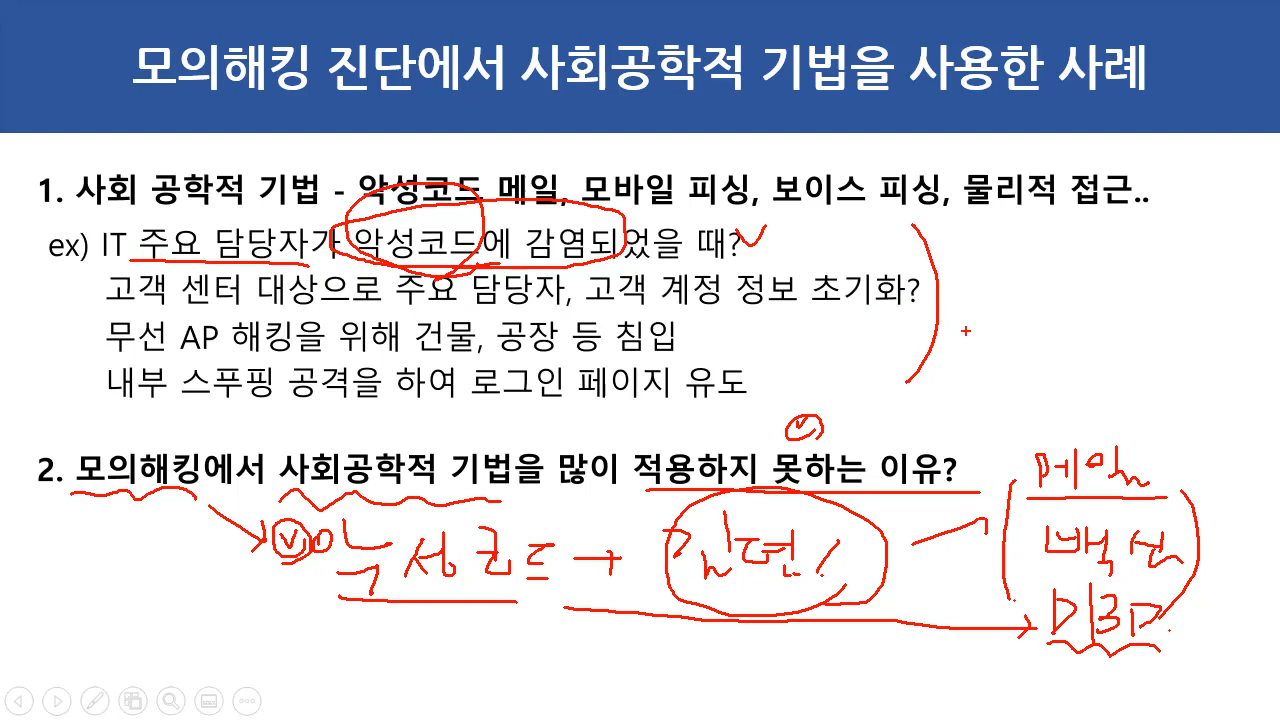 모의해킹 진단에서 사회공학적 기법을 사용한 사례
1. 사회 공학적 기법 - 악성코드 메일, 모바일 피싱, 보이스 피싱, 물리적 접근..
ex) IT 주요 담당자가 악성코드에 감염되었을 때?
고객 센터 대상으로 주요 담당자, 고객 계정 정보 초기화?
무선 AP 해킹을 위해 건물, 공장 등 침입
내부 스푸핑 공격을 하여 로그인 페이지 유도
2. 모의해킹에서 사회공학적 기법을 많이 적용하지 못하는 이유?
악성코드 → 감염!
백신